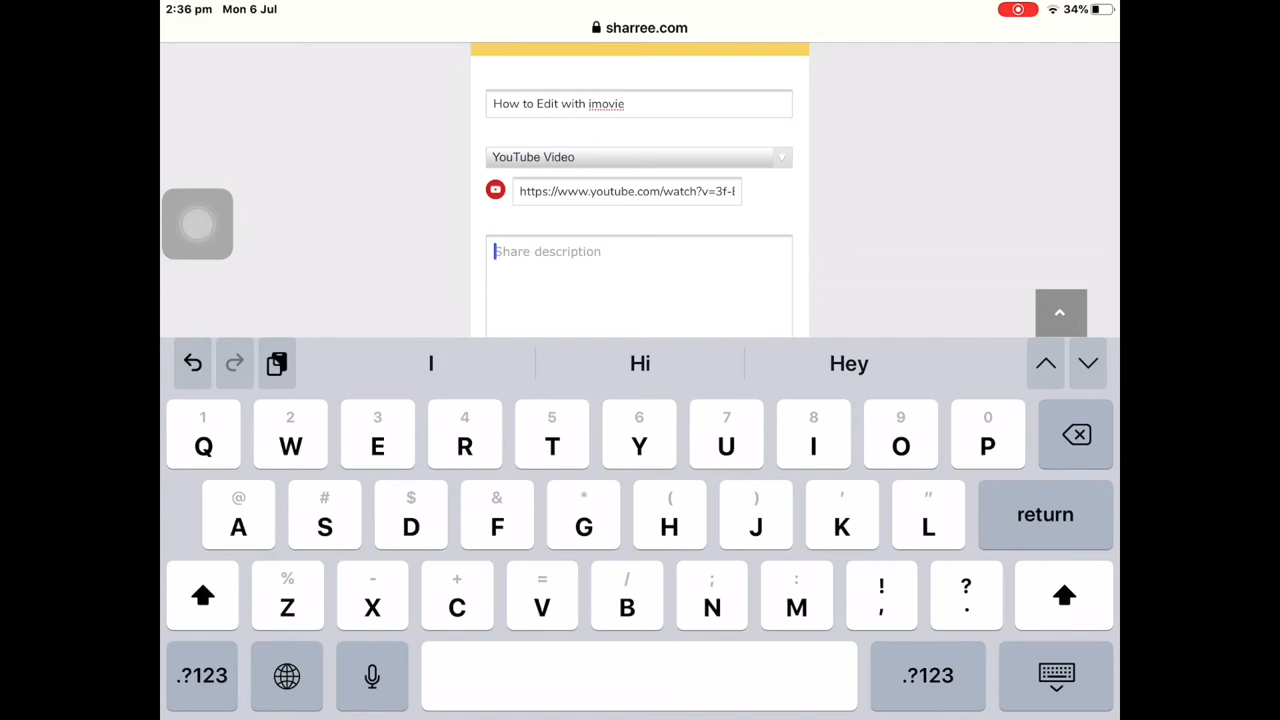 2:36 pm Mon 6 Jul 34%
sharree.com
How to Edit with imovie
YouTube Video
https://www.youtube.com/watch?v=3f-
Share description
I Hi Hey
1 2 3 4 5 6 7 8 9 0
Q W E R T Y U I O P
@ # $ & * ( ) ' "
A S D F G H J K L return
% - + = / ; : ! ?
Z X C V B N M , .
.?123 .?123